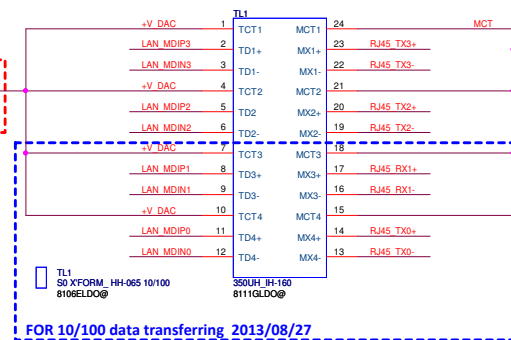 TL1
+V_DAC 1 TCT1 MCT1 24 MCT
LAN_MDIP3 2 TD1+ MX1+ 23 RJ45_TX3+
LAN_MDIN3 3 TD1- MX1- 22 RJ45_TX3-
+V_DAC 4 TCT2 MCT2 21
LAN_MDIP2 5 TD2 MX2+ 20 RJ45_TX2+
LAN_MDIN2 6 TD2- MX2- 19 RJ45_TX2-
+V_DAC 7 TCT3 MCT3 18
LAN_MDIP1 8 TD3+ MX3+ 17 RJ45_RX1+
LAN_MDIN1 9 TD3- MX3- 16 RJ45_RX1-
+V_DAC 10 TCT4 MCT4 15
LAN_MDIP0 11 TD4+ MX4+ 14 RJ45_TX0+
LAN_MDIN0 12 TD4- MX4- 13 RJ45_TX0-
TL1
S0 X'FORM_ HH-065 10/100
8106ELDO@
350UH_IH-160
8111GLDO@
FOR 10/100 data transferring 2013/08/27